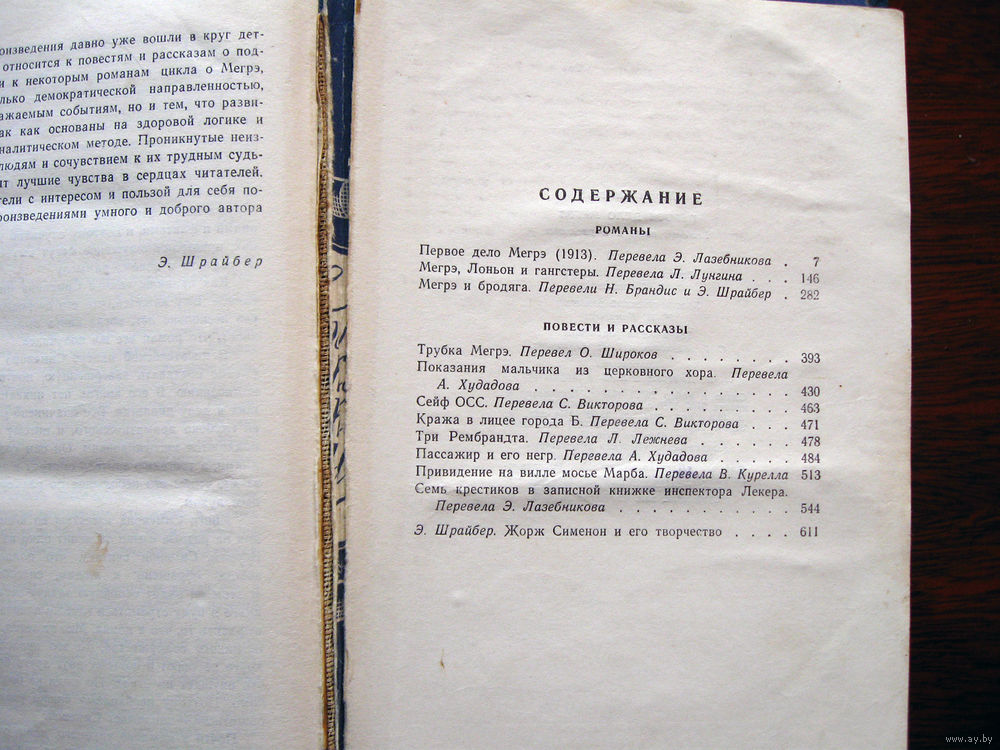 оизведения давно уже вошли в круг дет-
относится к повестям и рассказам о под-
и к некоторым романам цикла о Мегрэ,
лько демократической направленностью,
ажаемым событиям, но и тем, что разви-
ак как основаны на здоровой логике и
налитическом методе. Проникнутые неиз-
людям и сочувствием к их трудным судь-
ят лучшие чувства в сердцах читателей.
тели с интересом и пользой для себя по-
роизведениями умного и доброго автора
Э. Шрайбер
СОДЕРЖАНИЕ
РОМАНЫ
Первое дело Мегрэ (1913). Перевела Э. Лазебникова . 7
Мегрэ, Лоньон и гангстеры. Перевела Л. Лунгина . . . 146
Мегрэ и бродяга. Перевели Н. Брандис и Э. Шрайбер . 282
ПОВЕСТИ И РАССКАЗЫ
Трубка Мегрэ. Перевел О. Широков . . . . . . . . 393
Показания мальчика из церковного хора. Перевела
А. Худадова . . . . . . . . . . . . . . . 430
Сейф ОСС. Перевела С. Викторова . . . . . . . . . 463
Кража в лицее города Б. Перевела С. Викторова . . . 471
Три Рембрандта. Перевела Л. Лежнева . . . . . . . 478
Пассажир и его негр. Перевела А. Худадова . . . . . 484
Привидение на вилле мосье Марба. Перевела В. Курелла 513
Семь крестиков в записной книжке инспектора Лекера.
Перевела Э. Лазебникова . . . . . . . . . . . 544
Э. Шрайбер. Жорж Сименон и его творчество . . . . 611
www.ay.by